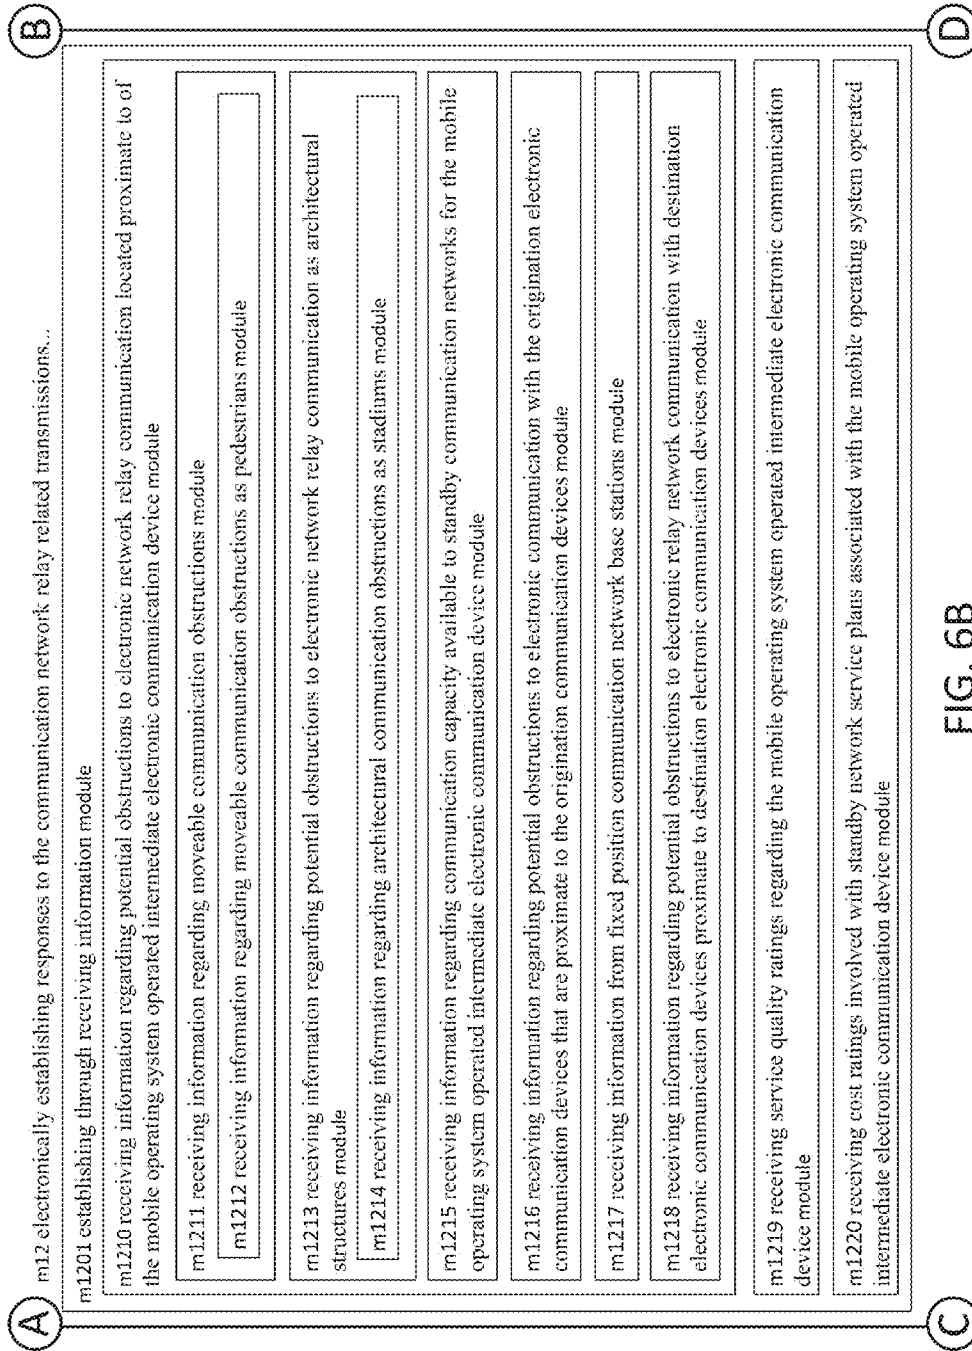 A
B
m12 electronically establishing responses to the communication network relay related transmissions...
m1201 establishing through receiving information module
m1210 receiving information regarding potential obstructions to electronic network relay communication located proximate to of
the mobile operating system operated intermediate electronic communication device module
m1211 receiving information regarding moveable communication obstructions module
m1212 receiving information regarding moveable communication obstructions as pedestrians module
m1213 receiving information regarding potential obstructions to electronic network relay communication as architectural
structures module
m1214 receiving information regarding architectural communication obstructions as stadiums module
m1215 receiving information regarding communication capacity available to standby communication networks for the mobile
operating system operated intermediate electronic communication device module
m1216 receiving information regarding potential obstructions to electronic communication with the origination electronic
communication devices that are proximate to the origination communication devices module
m1217 receiving information from fixed position communication network base stations module
m1218 receiving information regarding potential obstructions to electronic relay network communication with destination
electronic communication devices proximate to destination electronic communication devices module
m1219 receiving service quality ratings regarding the mobile operating system operated intermediate electronic communication
device module
m1220 receiving cost ratings involved with standby network service plans associated with the mobile operating system operated
intermediate electronic communication device module
C
D
FIG. 6B